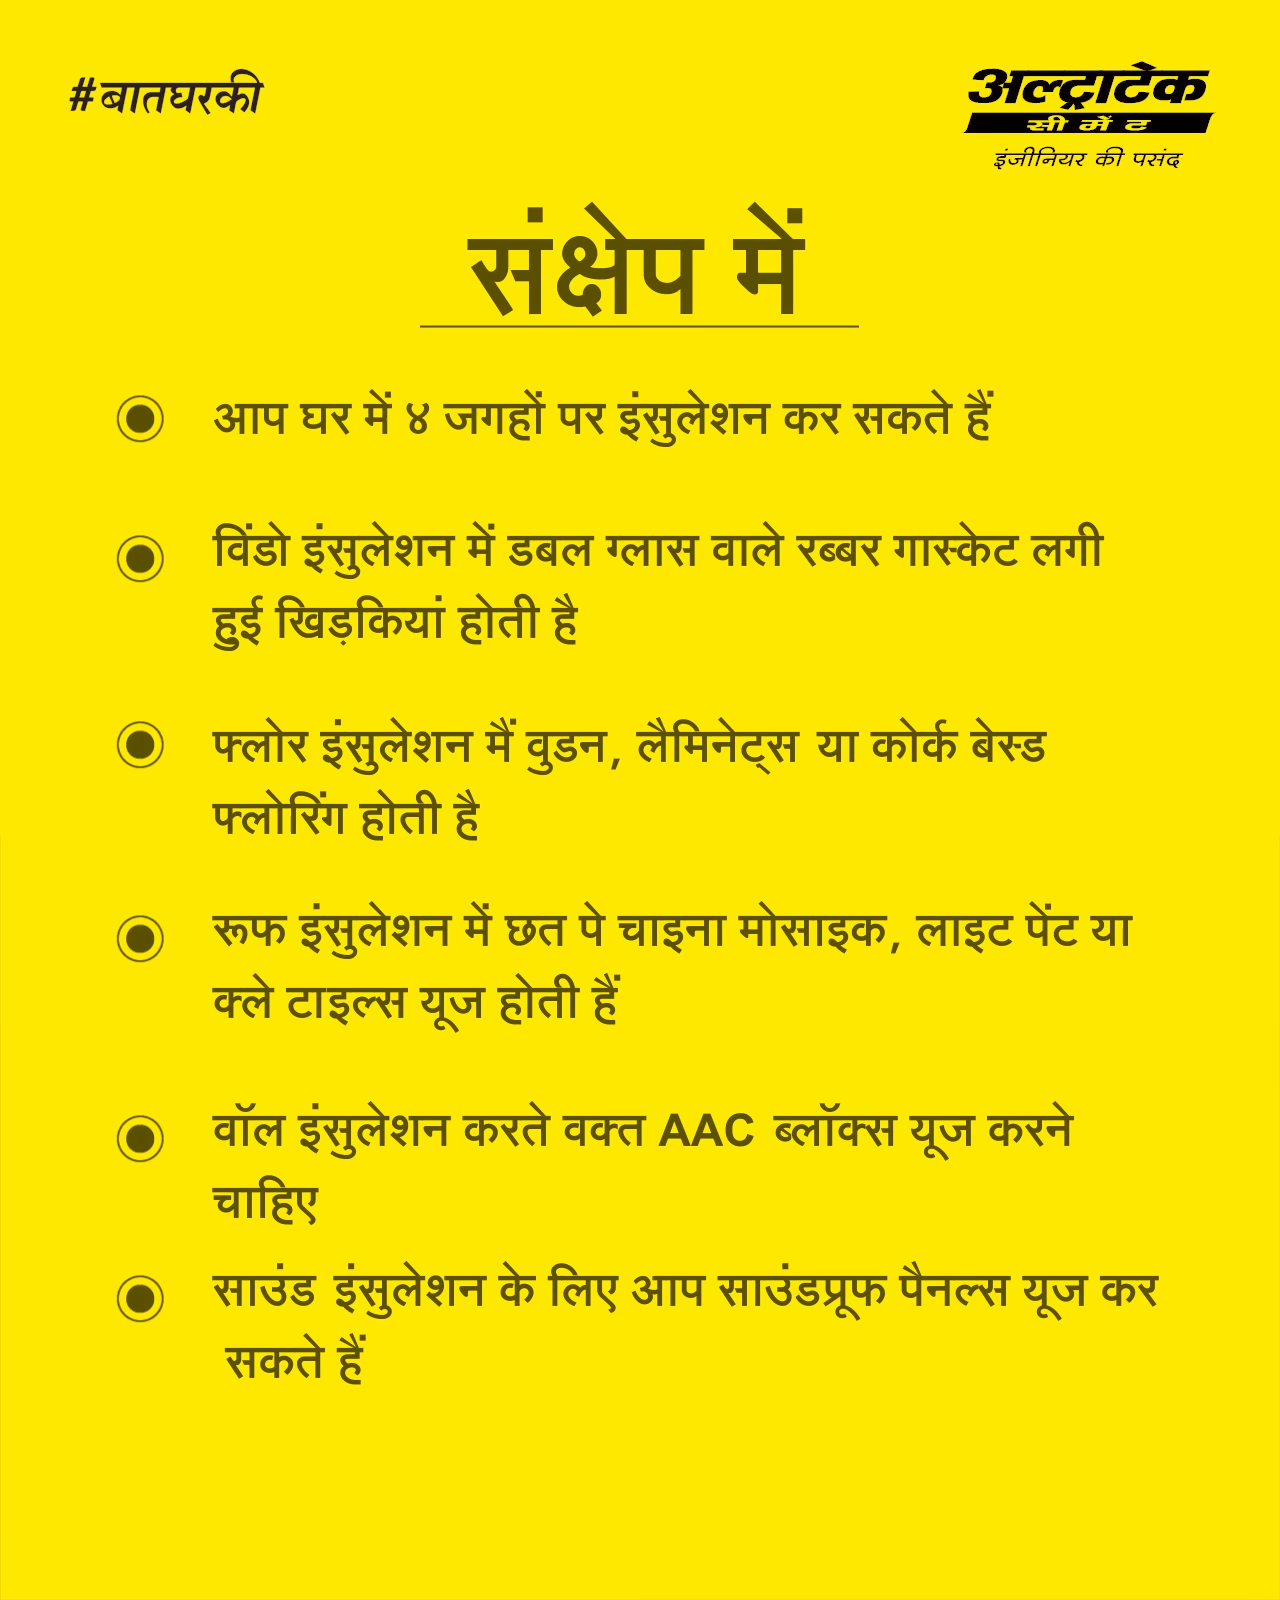 #बातघरकी
अल्ट्राटेक
सीमेंट
इंजीनियर की पसंद
संक्षेप में
आप घर में ४ जगहों पर इंसुलेशन कर सकते हैं
विंडो इंसुलेशन में डबल ग्लास वाले रब्बर गास्केट लगी
हुई खिड़कियां होती है
फ्लोर इंसुलेशन मैं वुडन, लैमिनेट्स या कोर्क बेस्ड
फ्लोरिंग होती है
रूफ इंसुलेशन में छत पे चाइना मोसाइक, लाइट पेंट या
क्ले टाइल्स यूज होती हैं
वॉल इंसुलेशन करते वक्त AAC ब्लॉक्स यूज करने
चाहिए
साउंड इंसुलेशन के लिए आप साउंडप्रूफ पैनल्स यूज कर
सकते हैं